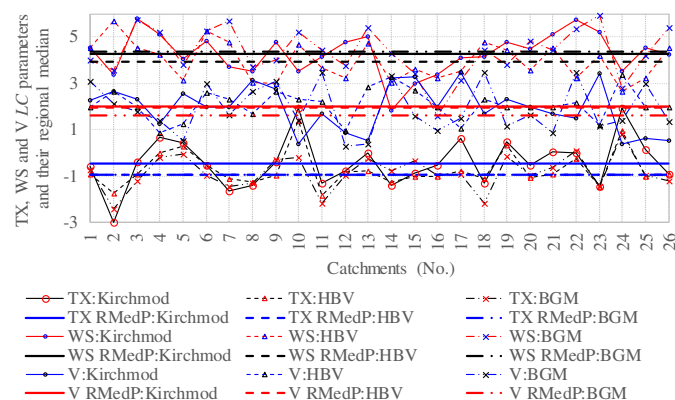 TX, WS and V LC parameters
and their regional median
5
3
1
-1
-3
1 2 3 4 5 6 7 8 9 10 11 12 13 14 15 16 17 18 19 20 21 22 23 24 25 26
Catchments (No.)
TX:Kirchmod TX:HBV TX:BGM
TX RMedP:Kirchmod TX RMedP:HBV TX RMedP:BGM
WS:Kirchmod WS:HBV WS:BGM
WS RMedP:Kirchmod WS RMedP:HBV WS RMedP:BGM
V:Kirchmod V:HBV V:BGM
V RMedP:Kirchmod V RMedP:HBV V RMedP:BGM